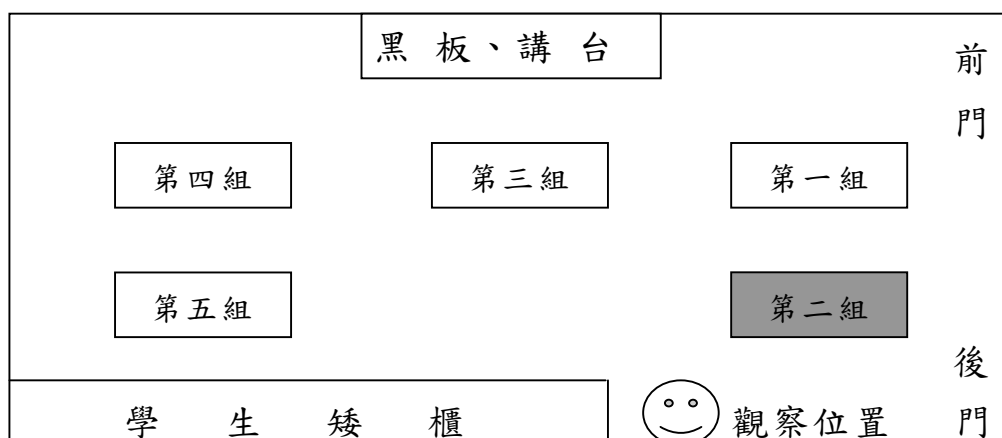 黑板、講台
前門
第四組
第三組
第一組
第五組
第二組
後門
學生矮櫃
觀察位置